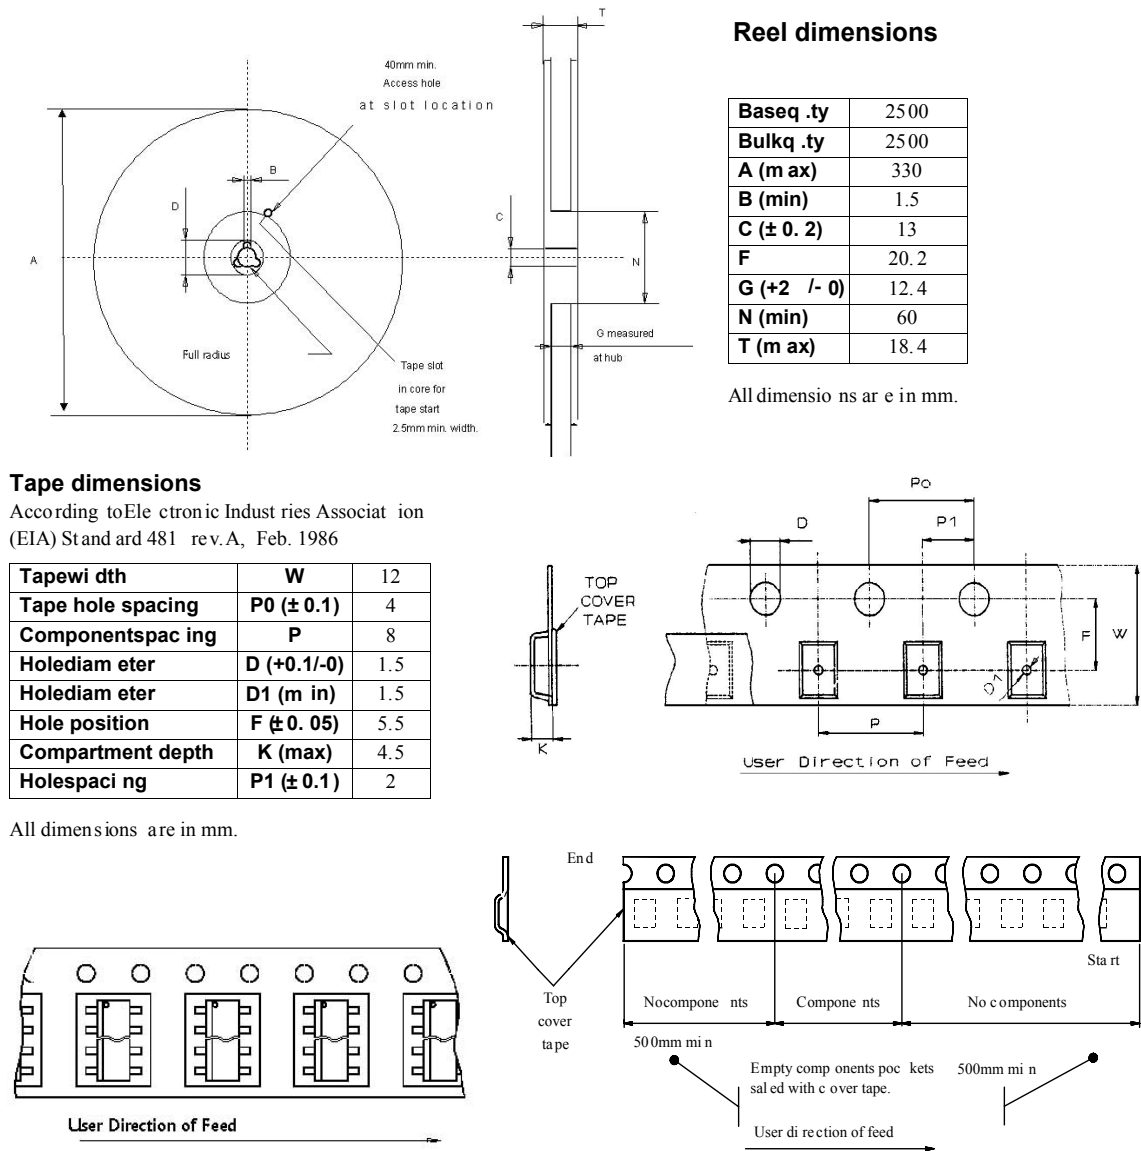 T
Reel dimensions
40mm min.
Access hole
at slot location
B
D
C
A
N
G measured
at hub
Full radius
Tape slot
in core for
tape start
2.5mm min. width.
Baseq .ty 2500
Bulkq .ty 2500
A (m ax) 330
B (min) 1.5
C (± 0. 2) 13
F 20. 2
G (+2 /- 0) 12. 4
N (min) 60
T (m ax) 18. 4
All dimensio ns ar e in mm.
Tape dimensions
Acco rding toEle ctronic Indust ries Associat ion
(EIA) St and ard 481 re v. A, Feb. 1986
Tapewi dth W 12
Tape hole spacing P0 (± 0.1) 4
Componentspac ing P 8
Holediam eter D (+0.1/-0) 1.5
Holediam eter D1 (m in) 1.5
Hole position F (± 0. 05) 5.5
Compartment depth K (max) 4.5
Holespaci ng P1 (± 0.1) 2
All dimens ions are in mm.
Po
D
P1
TOP
COVER
TAPE
F
W
D1
P
K
User Direction of Feed
End
Sta rt
Top
cover
ta pe
Nocompone nts
Compone nts
No c omponents
500mm mi n
Empty comp onents poc kets
sal ed with c over tape.
500mm mi n
User di re ction of feed
User Direction of Feed